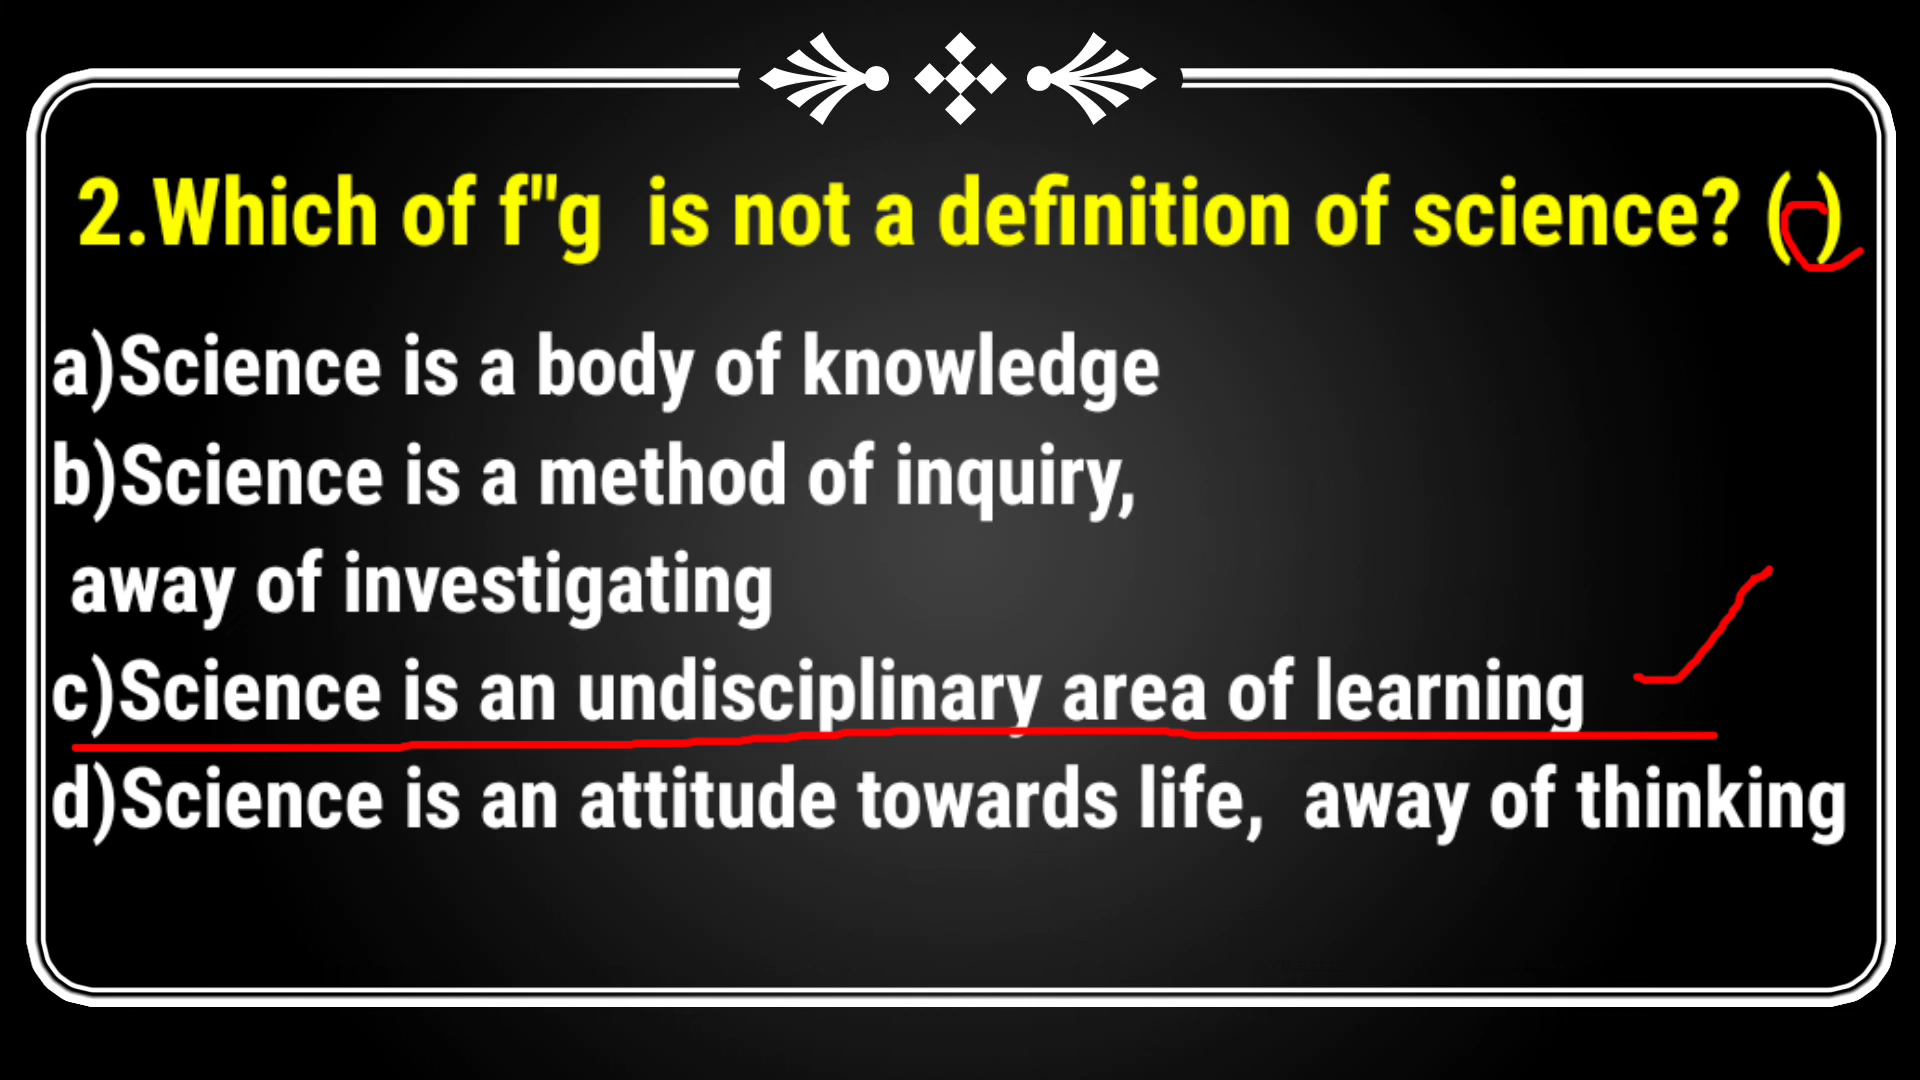 2.Which of f"g is not a definition of science? (c)
a)Science is a body of knowledge
b)Science is a method of inquiry,
away of investigating
c)Science is an undisciplinary area of learning
d)Science is an attitude towards life, away of thinking